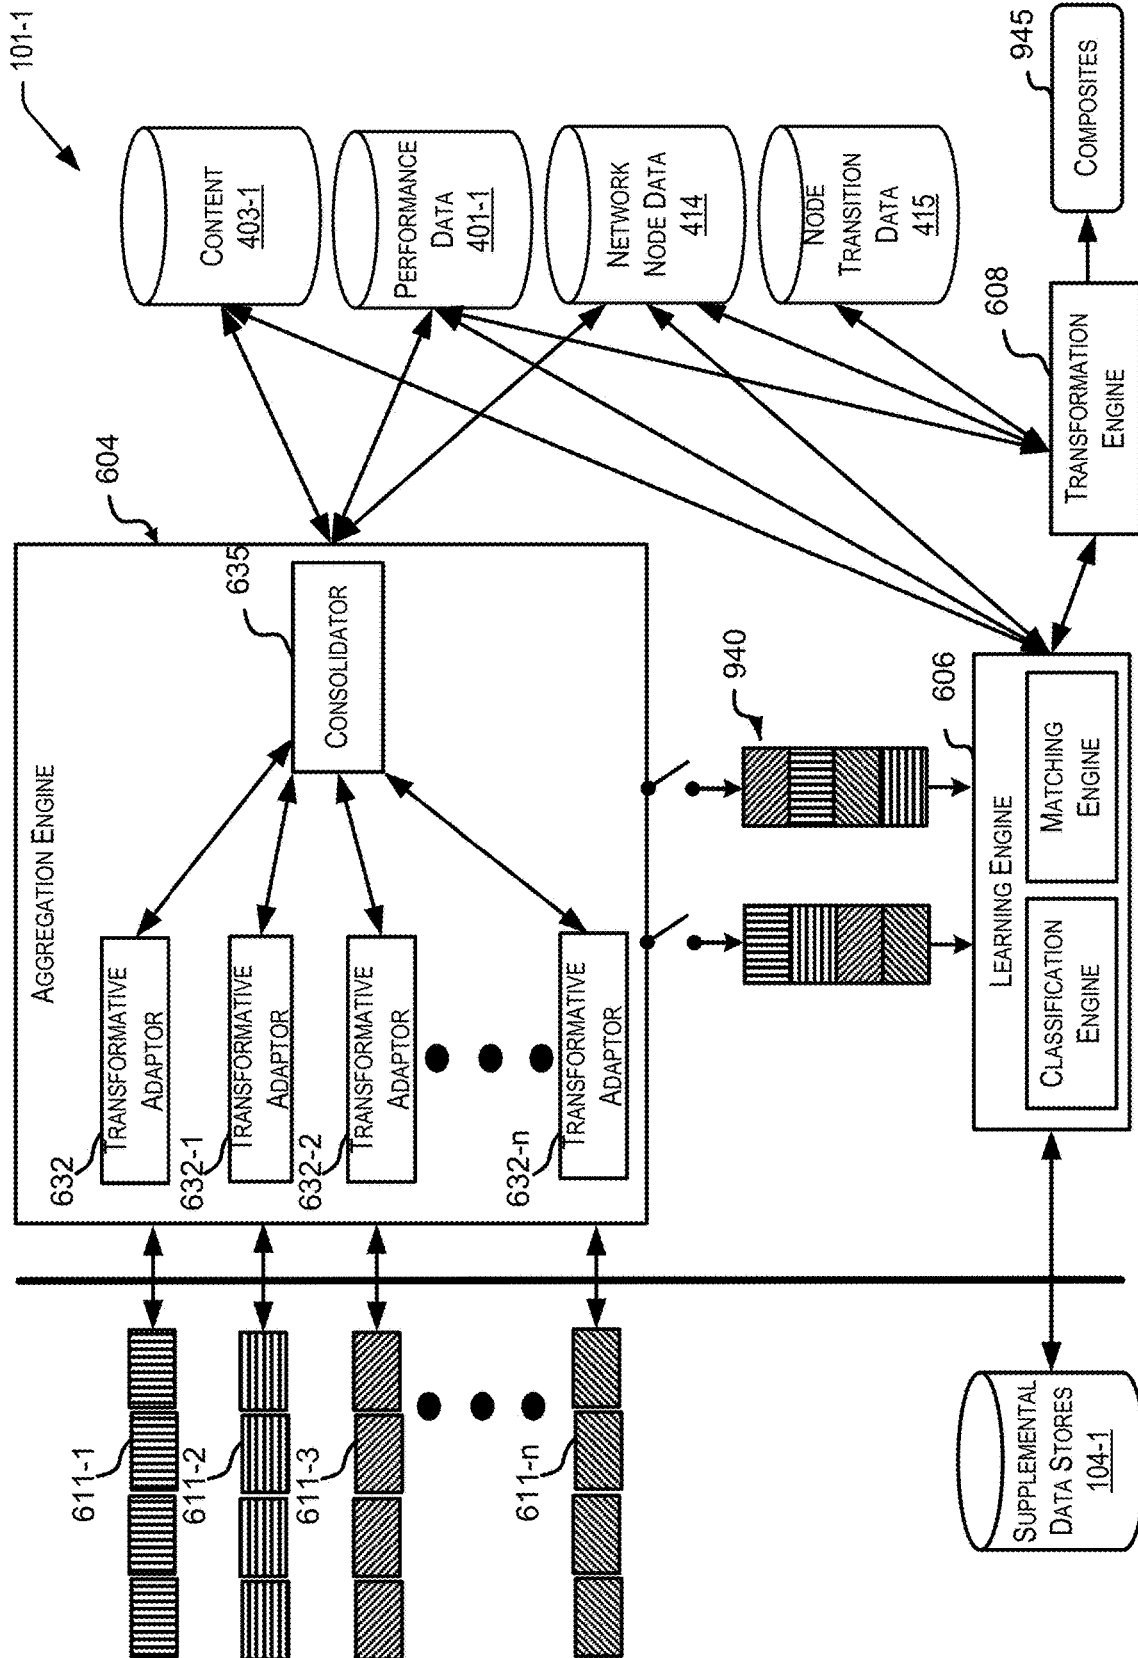 101-1
604
AGGREGATION ENGINE
611-1
632
TRANSFORMATIVE
ADAPTOR
611-2
632-1
TRANSFORMATIVE
ADAPTOR
611-3
632-2
TRANSFORMATIVE
ADAPTOR
611-n
632-n
TRANSFORMATIVE
ADAPTOR
635
CONSOLIDATOR
CONTENT
403-1
PERFORMANCE
DATA
401-1
NETWORK
NODE DATA
414
NODE
TRANSITION
DATA
415
940
606
LEARNING ENGINE
CLASSIFICATION
ENGINE
MATCHING
ENGINE
608
TRANSFORMATION
ENGINE
945
COMPOSITES
SUPPLEMENTAL
DATA STORES
104-1